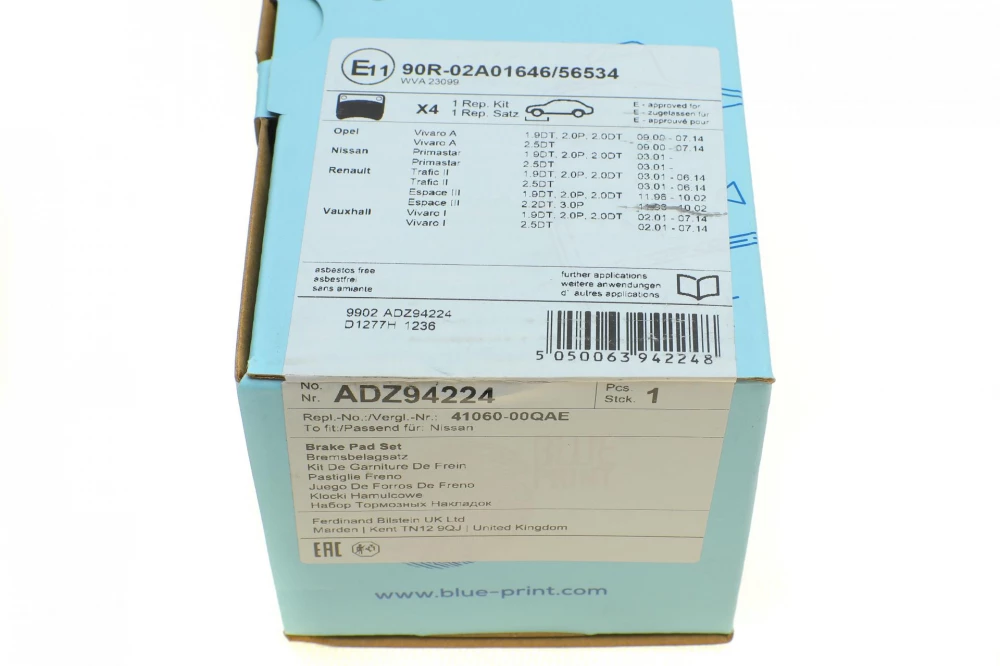 E11 90R-02A01646/56534
WVA 23099
X4 1 Rep. Kit
1 Rep. Satz
E - approved for
E - zugelassen für
E - approuvé pour
Opel Vivaro A 1.9DT, 2.0P, 2.0DT 09.00 - 07.14
Vivaro A 2.5DT 09.00 - 07.14
Nissan Primastar 1.9DT, 2.0P, 2.0DT 03.01 -
Primastar 2.5DT 03.01 -
Renault Trafic II 1.9DT, 2.0P, 2.0DT 03.01 - 06.14
Trafic II 2.5DT 03.01 - 06.14
Espace III 1.9DT, 2.0P, 2.0DT 11.96 - 10.02
Espace III 2.2DT, 3.0P 10.02
Vauxhall Vivaro I 1.9DT, 2.0P, 2.0DT 02.01 - 07.14
Vivaro I 2.5DT 02.01 - 07.14
asbestos free
asbestfrei
sans amiante
further applications
weitere anwendungen
d' autres applications
9902 ADZ94224
D1277H 1236
5 050063 942248
No.
Nr. ADZ94224
Pcs
Stck. 1
Repl.-No.:/Vergl.-Nr.: 41060-00QAE
To fit:/Passend für: Nissan
Brake Pad Set
Bremsbelagsatz
Kit De Garniture De Frein
Pastiglie Freno
Juego De Forros De Freno
Klocki Hamulcowe
Набор Тормозных Накладок
Ferdinand Bilstein UK Ltd
Marden | Kent TN12 9QJ | United Kingdom
EAC
www.blue-print.com